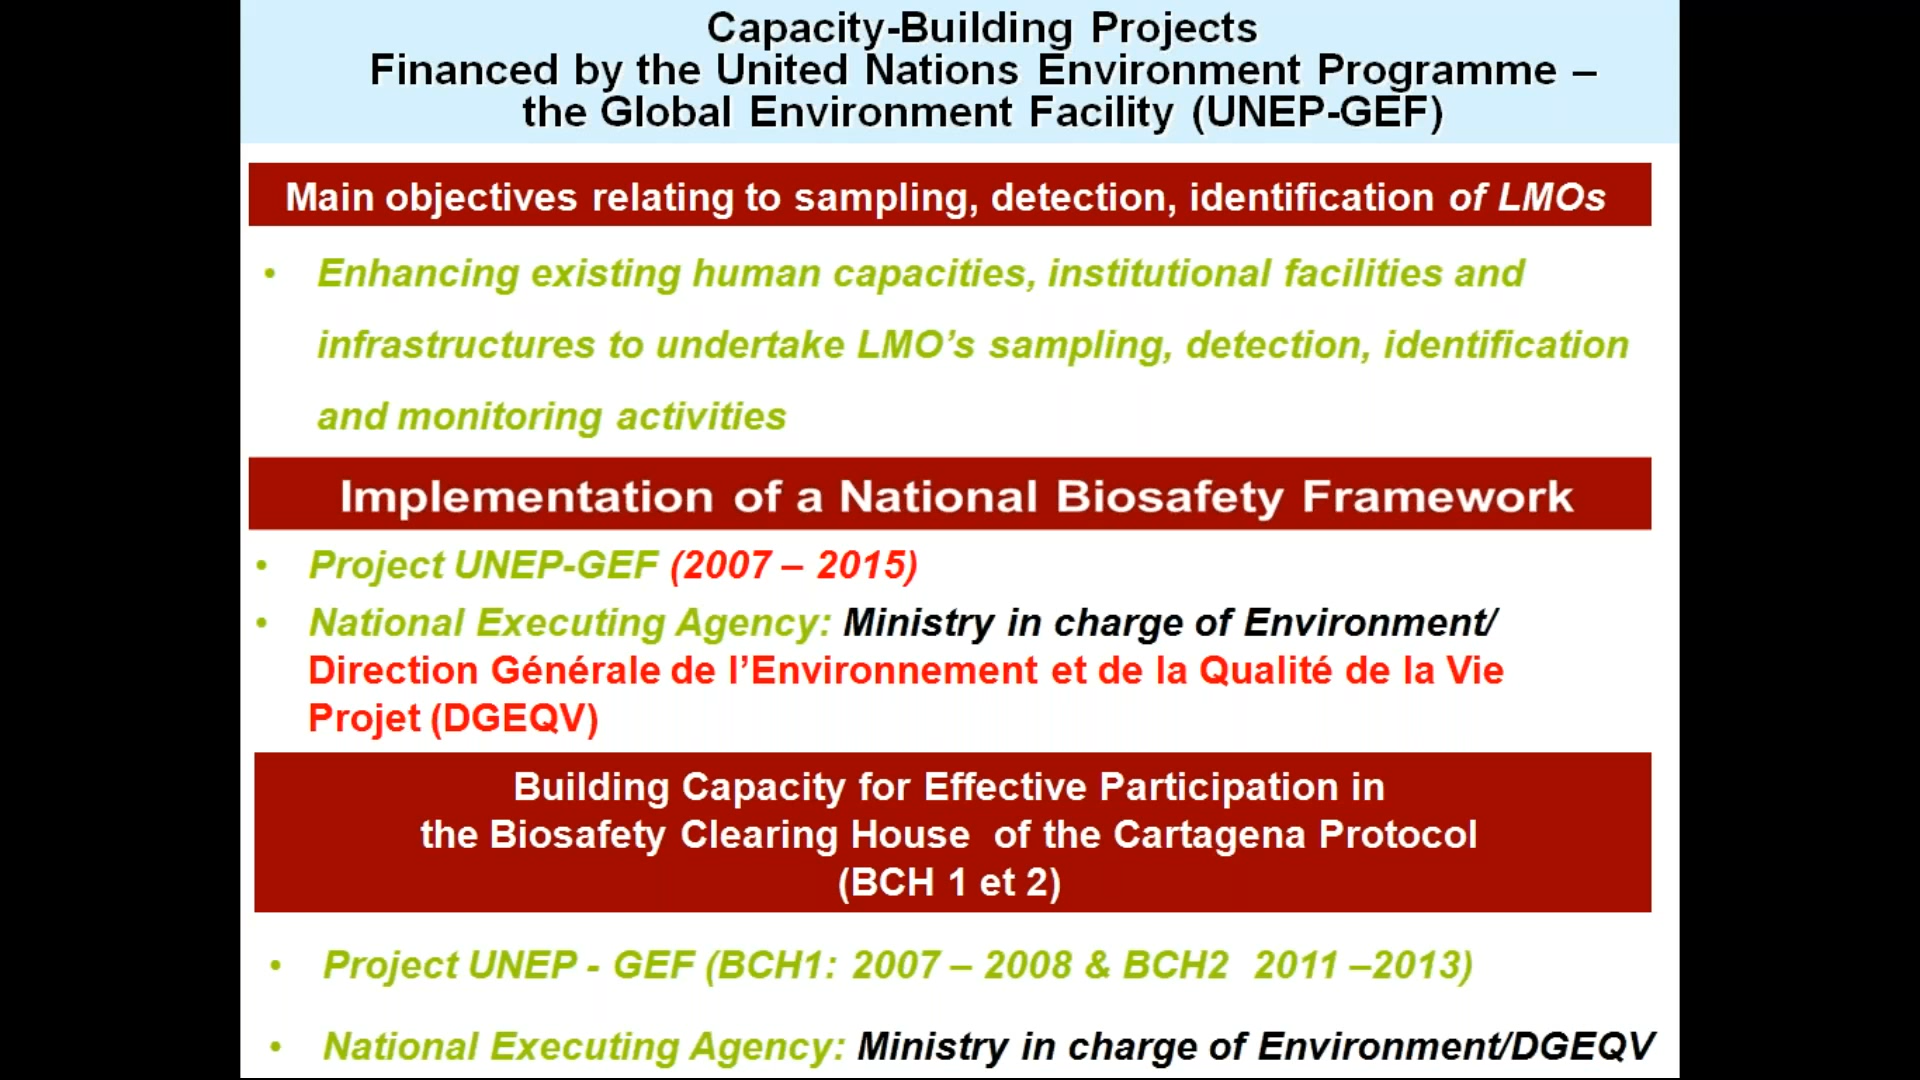 Capacity-Building Projects
Financed by the United Nations Environment Programme –
the Global Environment Facility (UNEP-GEF)
Main objectives relating to sampling, detection, identification of LMOs
• Enhancing existing human capacities, institutional facilities and
infrastructures to undertake LMO’s sampling, detection, identification
and monitoring activities
Implementation of a National Biosafety Framework
• Project UNEP-GEF (2007 – 2015)
• National Executing Agency: Ministry in charge of Environment/
Direction Générale de l’Environnement et de la Qualité de la Vie
Projet (DGEQV)
Building Capacity for Effective Participation in
the Biosafety Clearing House of the Cartagena Protocol
(BCH 1 et 2)
• Project UNEP - GEF (BCH1: 2007 – 2008 & BCH2 2011 –2013)
• National Executing Agency: Ministry in charge of Environment/DGEQV